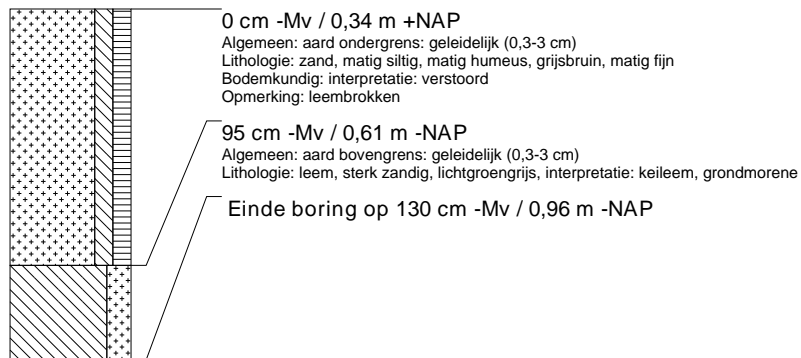 0 cm -Mv / 0,34 m +NAP
Algemeen: aard ondergrens: geleidelijk (0,3-3 cm)
Lithologie: zand, matig siltig, matig humeus, grijsbruin, matig fijn
Bodemkundig: interpretatie: verstoord
Opmerking: leembrokken
95 cm -Mv / 0,61 m -NAP
Algemeen: aard bovengrens: geleidelijk (0,3-3 cm)
Lithologie: leem, sterk zandig, lichtgroengrijs, interpretatie: keileem, grondmorene
Einde boring op 130 cm -Mv / 0,96 m -NAP